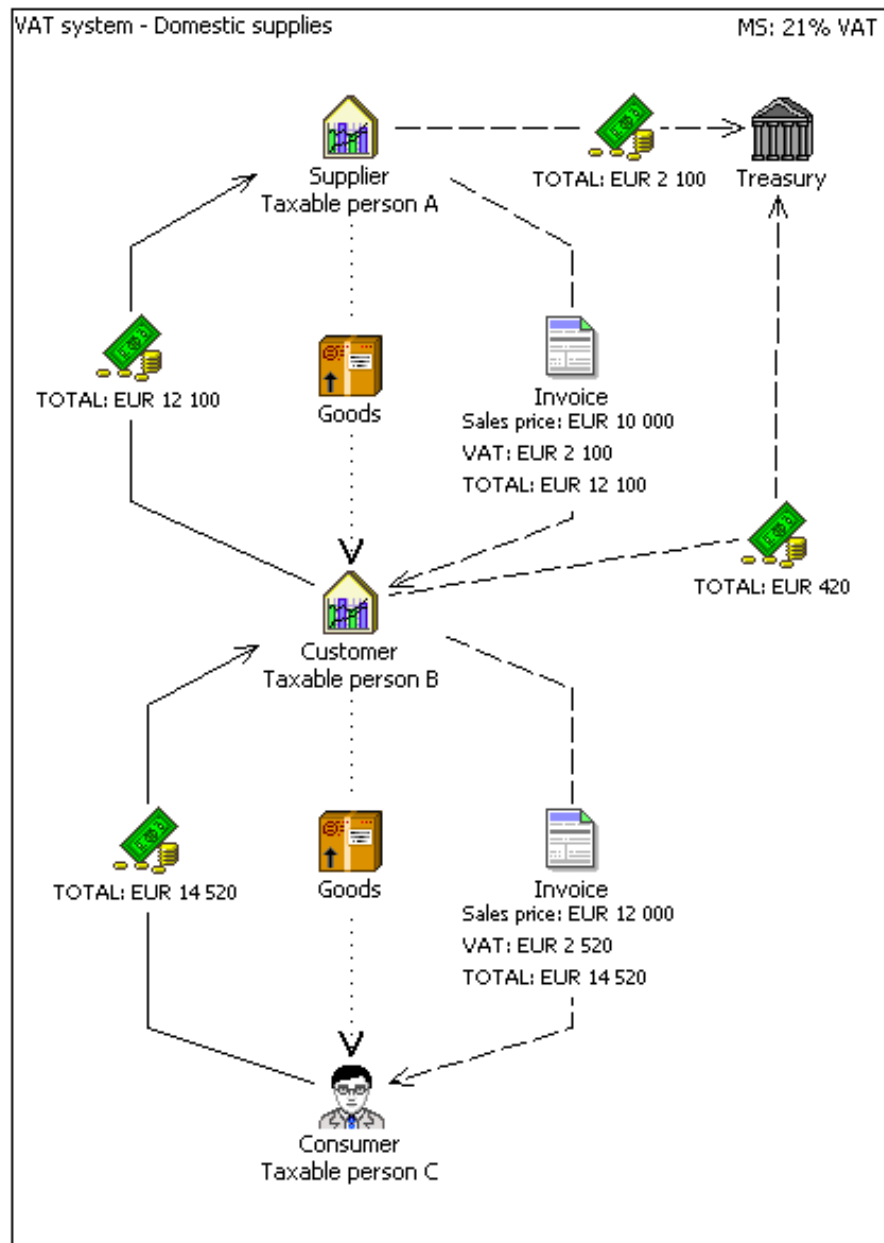 VAT system - Domestic supplies
MS: 21% VAT
Supplier
Taxable person A
TOTAL: EUR 2 100
Treasury
TOTAL: EUR 12 100
Goods
Invoice
Sales price: EUR 10 000
VAT: EUR 2 100
TOTAL: EUR 12 100
TOTAL: EUR 420
Customer
Taxable person B
TOTAL: EUR 14 520
Goods
Invoice
Sales price: EUR 12 000
VAT: EUR 2 520
TOTAL: EUR 14 520
Consumer
Taxable person C